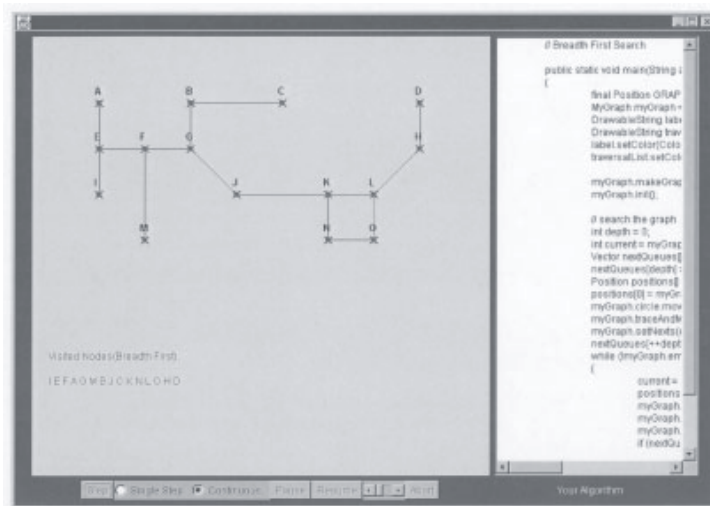 // Breadth First Search
public static void main(String
{
final Position GRAP
MyGraph myGraph
DrawableString labe
DrawableString trav
label.setColor(Colo
traversalList.setCol
myGraph.makeGrap
myGraph.init();
// search the graph
int depth = 0;
int current = myGrap
Vector nextQueues[]
nextQueues[depth] =
Position positions[]
positions[0] = myGr
myGraph.circle.mov
myGraph.traceAndM
myGraph.setNexts(
nextQueues[++dept
while (!myGraph.em
{
current =
positions
myGraph.
myGraph.
myGraph.
if (nextQu
A B C D
E F G H
I J K L
M N O
Visited Nodes(Breadth First).
I E F A G M B J C K N L O H D
Step Single Step Continuous Pause Resume Abort
Your Algorithm